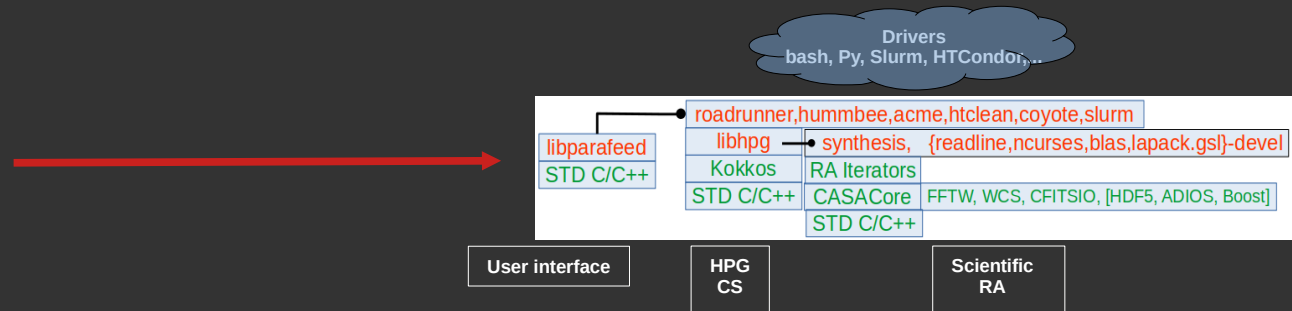 Drivers
bash, Py, Slurm, HTCondor,...
roadrunner,hummbee,acme,htclean,coyote,slurm
libparafeed
STD C/C++
libhpg
Kokkos
STD C/C++
synthesis, {readline,ncurses,blas,lapack.gsl}-devel
RA Iterators
CASACore
FFTW, WCS, CFITSIO, [HDF5, ADIOS, Boost]
STD C/C++
User interface
HPG
CS
Scientific
RA